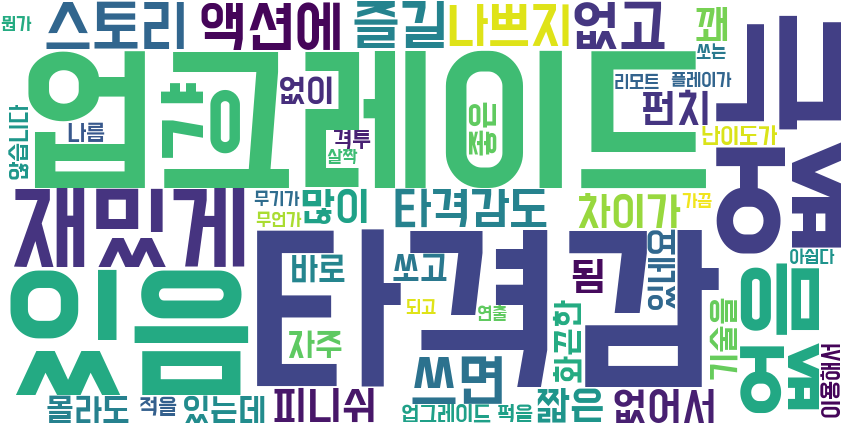 뭔가
스토리
액션에
즐길
나쁘지
없고
꽤
쏘는
그
업그레이드
걍
없이
좋은
리모트
플레이가
펀치
난이도가
않습니다
나름
격투
살짝
없
재밌게
무기가
무언가
많이
타격감도
차이가
가끔
있음
타격감
바로
쏘고
됨
있네요
아쉽다
없음
되고
연출
자주
화끈한
기술을
쓰면
몰라도
적을
있는데
피니쉬
업그레이드 퍽을
짧은
없어서
이용해서